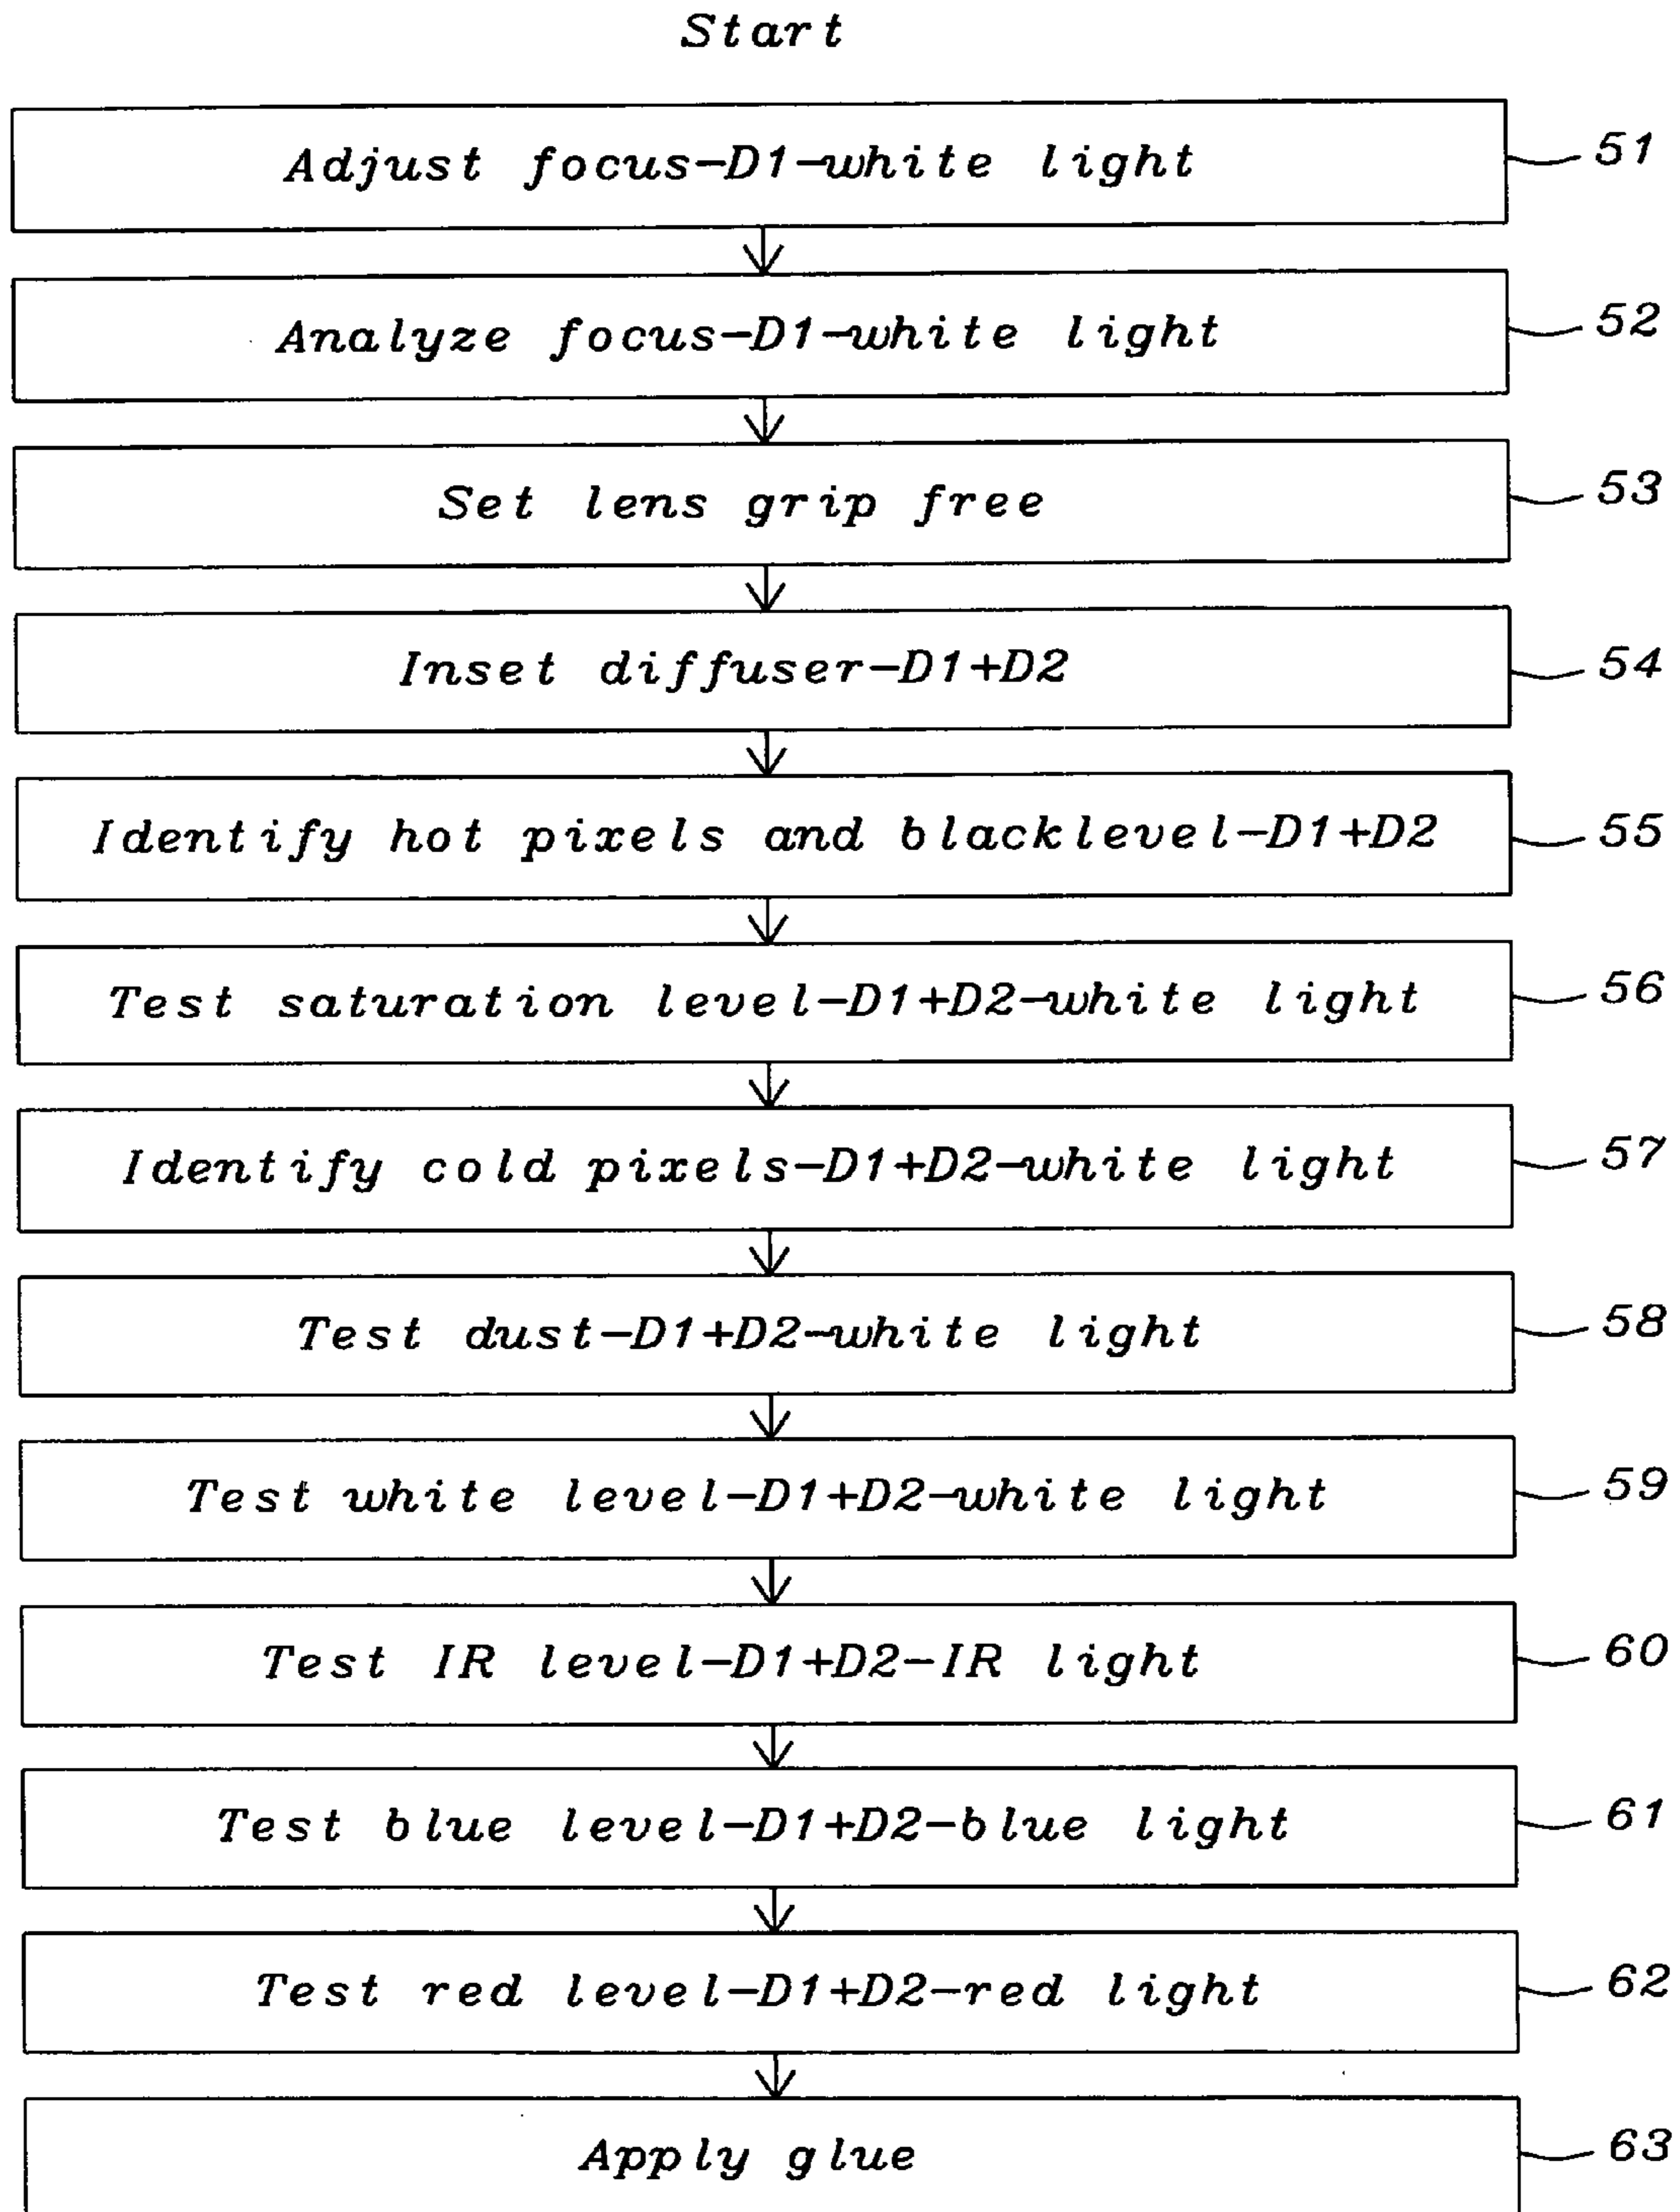 Start
Adjust focus-D1-white light 51
Analyze focus-D1-white light 52
Set lens grip free 53
Inset diffuser-D1+D2 54
Identify hot pixels and blacklevel-D1+D2 55
Test saturation level-D1+D2-white light 56
Identify cold pixels-D1+D2-white light 57
Test dust-D1+D2-white light 58
Test white level-D1+D2-white light 59
Test IR level-D1+D2-IR light 60
Test blue level-D1+D2-blue light 61
Test red level-D1+D2-red light 62
Apply glue 63